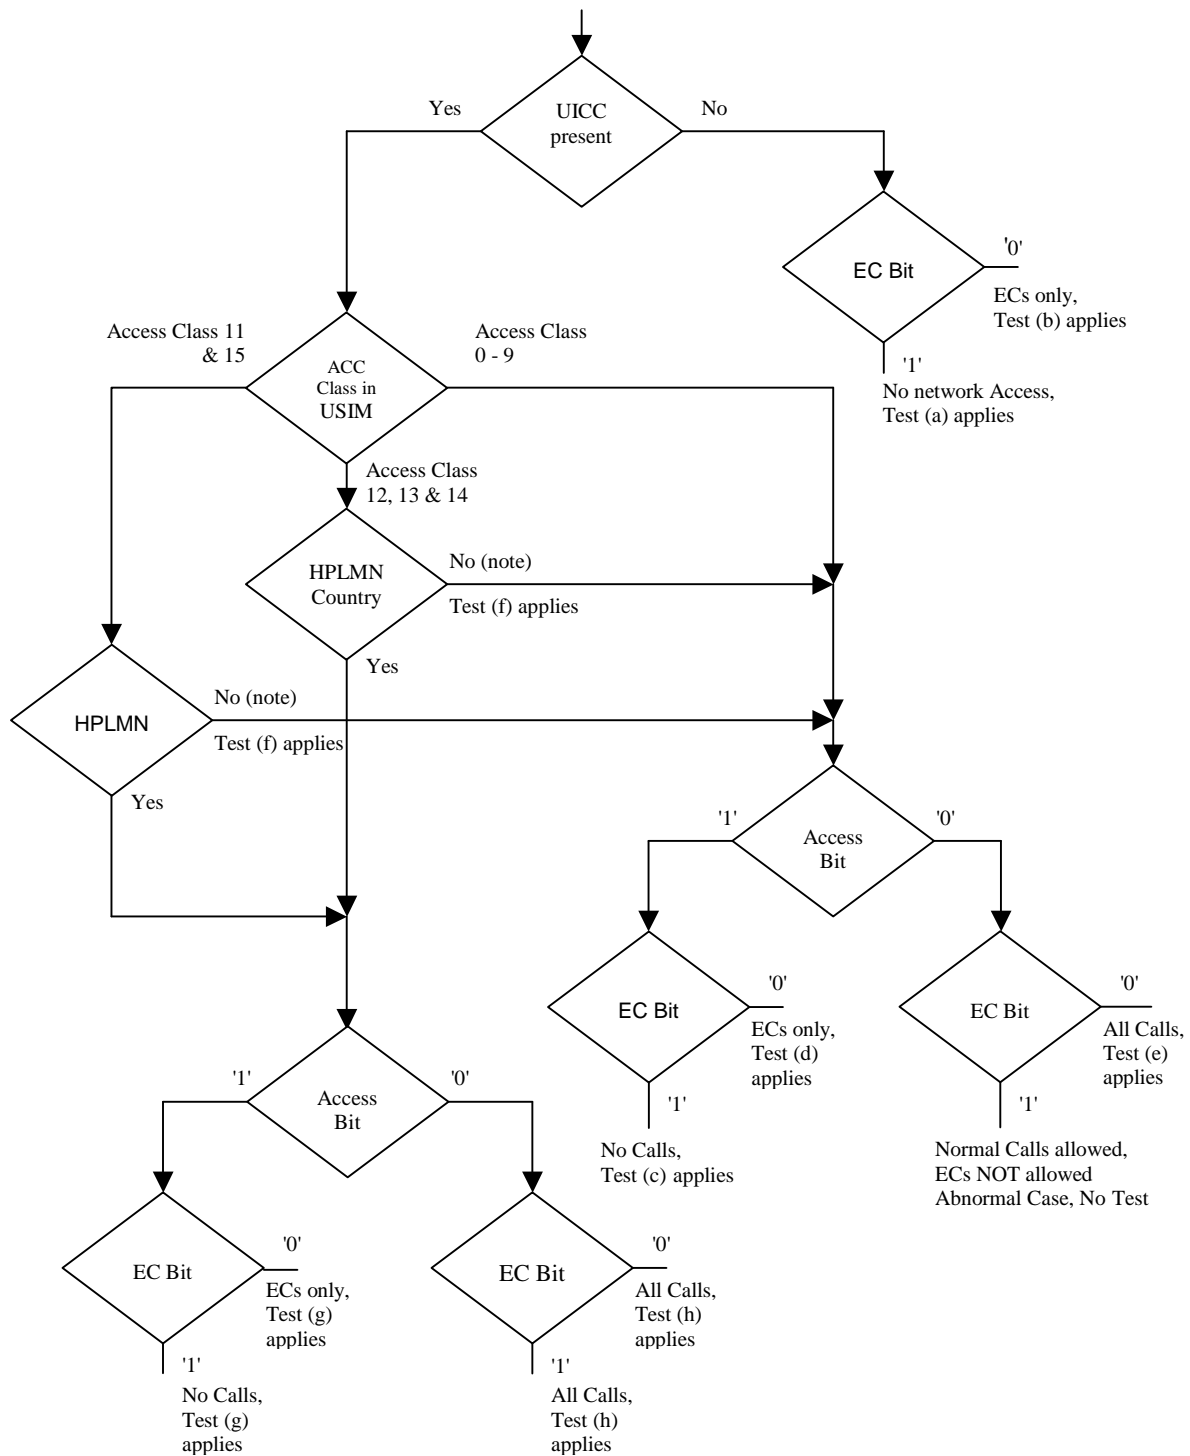 Yes
UICC
present
No
EC Bit
'0'
ECs only,
Test (b) applies
'1'
No network Access,
Test (a) applies
Access Class 11
& 15
ACC
Class in
USIM
Access Class
0 - 9
Access Class
12, 13 & 14
HPLMN
Country
No (note)
Test (f) applies
Yes
HPLMN
No (note)
Test (f) applies
Yes
'1'
Access
Bit
'0'
EC Bit
'0'
ECs only,
Test (d)
applies
'1'
No Calls,
Test (c) applies
EC Bit
'0'
All Calls,
Test (e)
applies
'1'
Normal Calls allowed,
ECs NOT allowed
Abnormal Case, No Test
'1'
Access
Bit
'0'
EC Bit
'0'
ECs only,
Test (g)
applies
'1'
No Calls,
Test (g)
applies
EC Bit
'0'
All Calls,
Test (h)
applies
'1'
All Calls,
Test (h)
applies